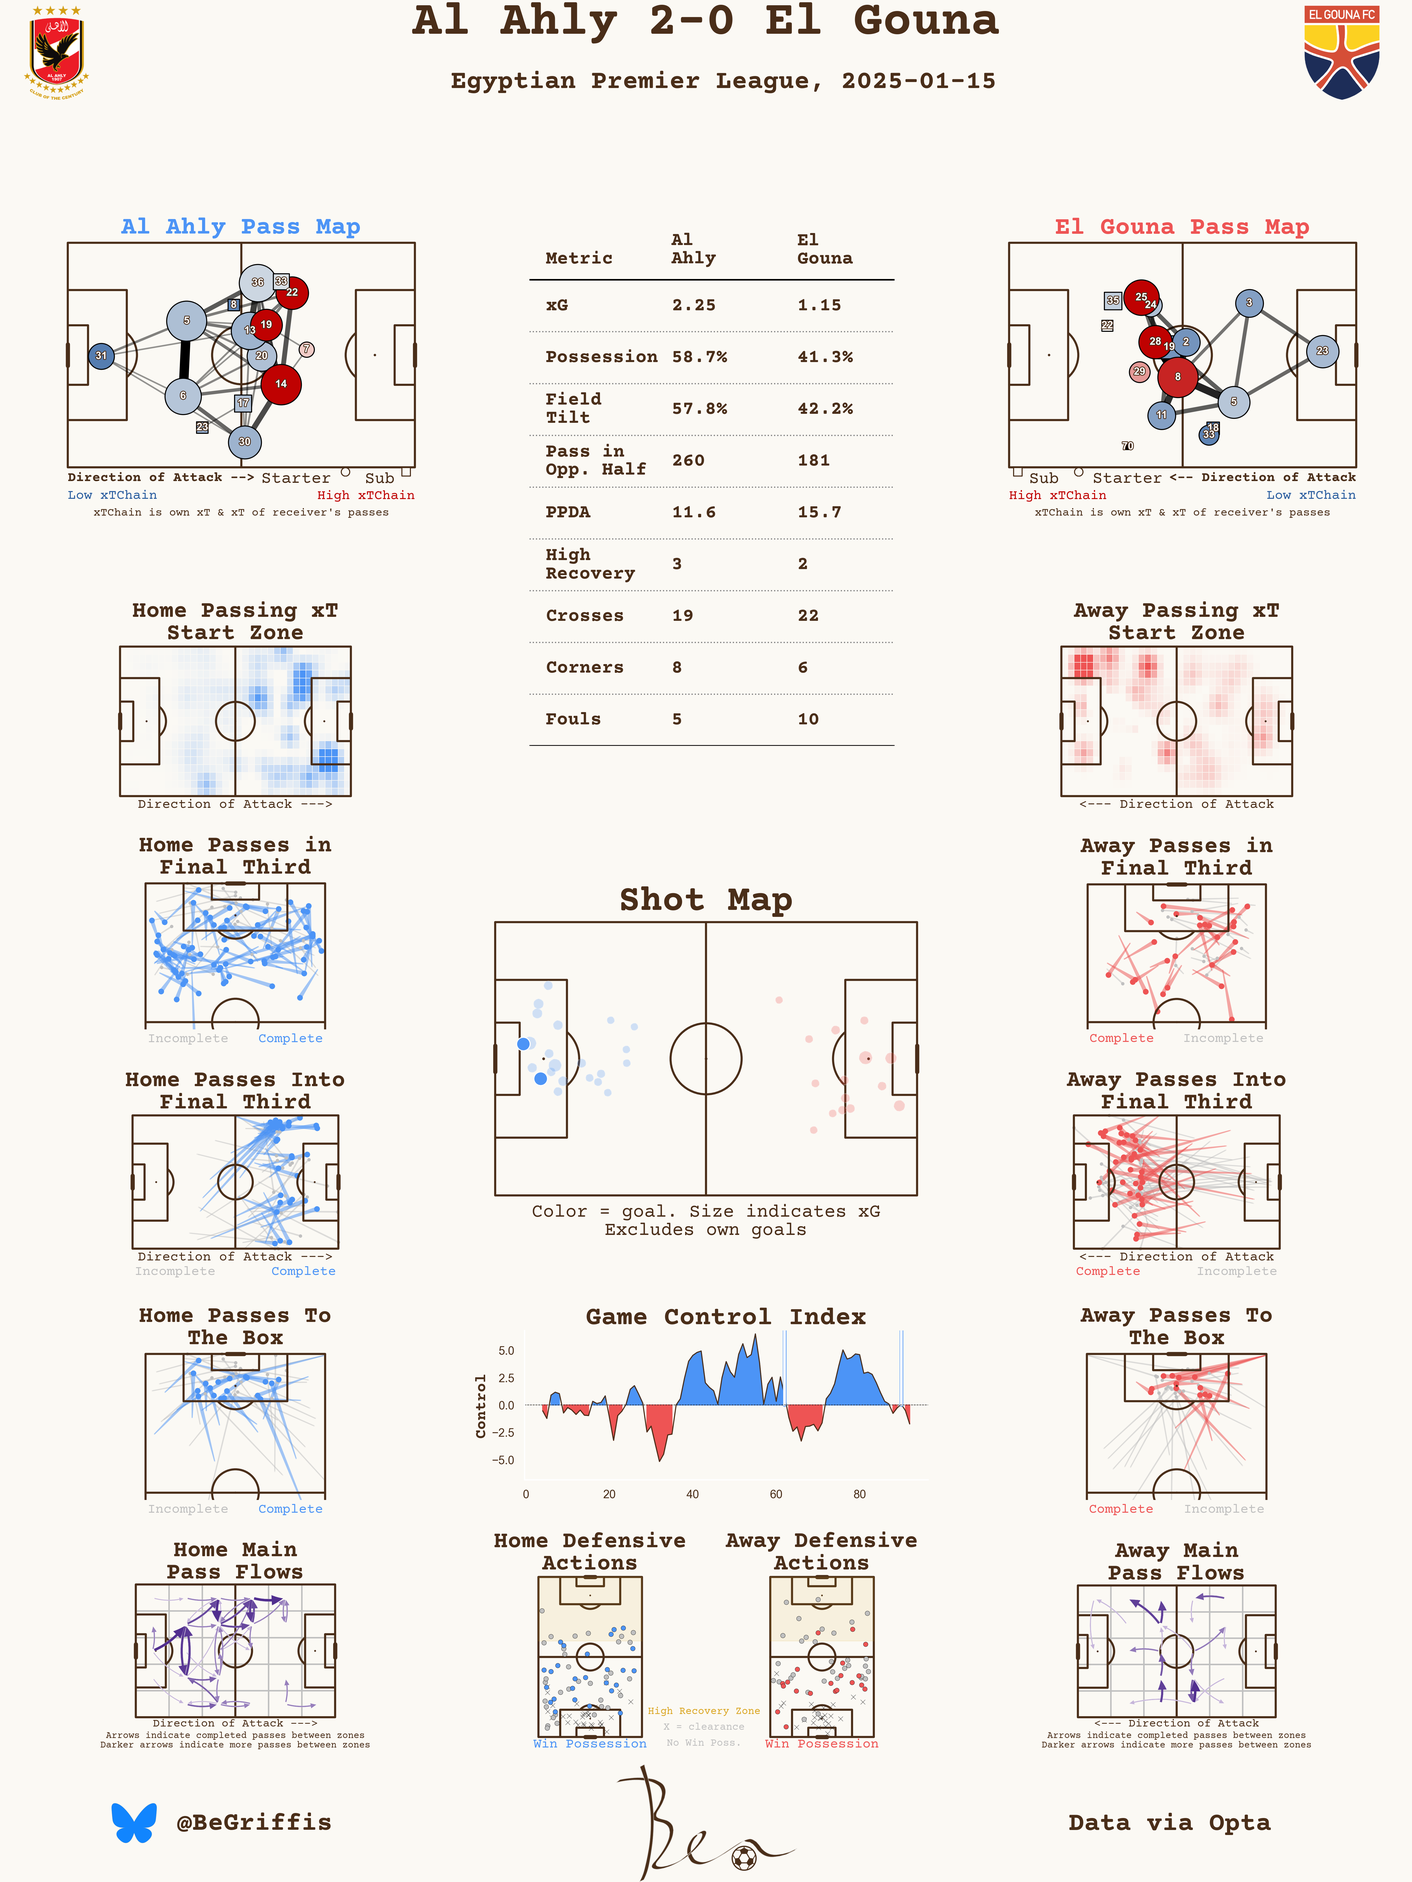 Al Ahly 2-0 El Gouna
Egyptian Premier League, 2025-01-15
الأهلي
AL AHLY
1907
CLUB OF THE CENTURY
EL GOUNA FC
Al Ahly Pass Map
36
33
22
8
5
13
19
20
7
31
14
6
17
23
30
Direction of Attack --> Starter Sub
Low xTChain High xTChain
xTChain is own xT & xT of receiver's passes
Metric Al Ahly El Gouna
xG 2.25 1.15
Possession 58.7% 41.3%
Field Tilt 57.8% 42.2%
Pass in Opp. Half 260 181
PPDA 11.6 15.7
High Recovery 3 2
Crosses 19 22
Corners 8 6
Fouls 5 10
El Gouna Pass Map
35
25
24
3
22
28
19
2
23
29
8
5
11
18
33
70
Sub Starter <-- Direction of Attack
High xTChain Low xTChain
xTChain is own xT & xT of receiver's passes
Home Passing xT
Start Zone
Direction of Attack --->
Away Passing xT
Start Zone
<--- Direction of Attack
Home Passes in
Final Third
Incomplete Complete
Away Passes in
Final Third
Complete Incomplete
Shot Map
Color = goal. Size indicates xG
Excludes own goals
Home Passes Into
Final Third
Direction of Attack --->
Incomplete Complete
Away Passes Into
Final Third
<--- Direction of Attack
Complete Incomplete
Home Passes To
The Box
Incomplete Complete
Game Control Index
Control
5.0
2.5
0.0
−2.5
−5.0
0 20 40 60 80
Away Passes To
The Box
Complete Incomplete
Home Main
Pass Flows
Direction of Attack --->
Arrows indicate completed passes between zones
Darker arrows indicate more passes between zones
Home Defensive
Actions
Win Possession
Away Defensive
Actions
Win Possession
High Recovery Zone
X = clearance
No Win Poss.
Away Main
Pass Flows
<--- Direction of Attack
Arrows indicate completed passes between zones
Darker arrows indicate more passes between zones
@BeGriffis
Ben
Data via Opta